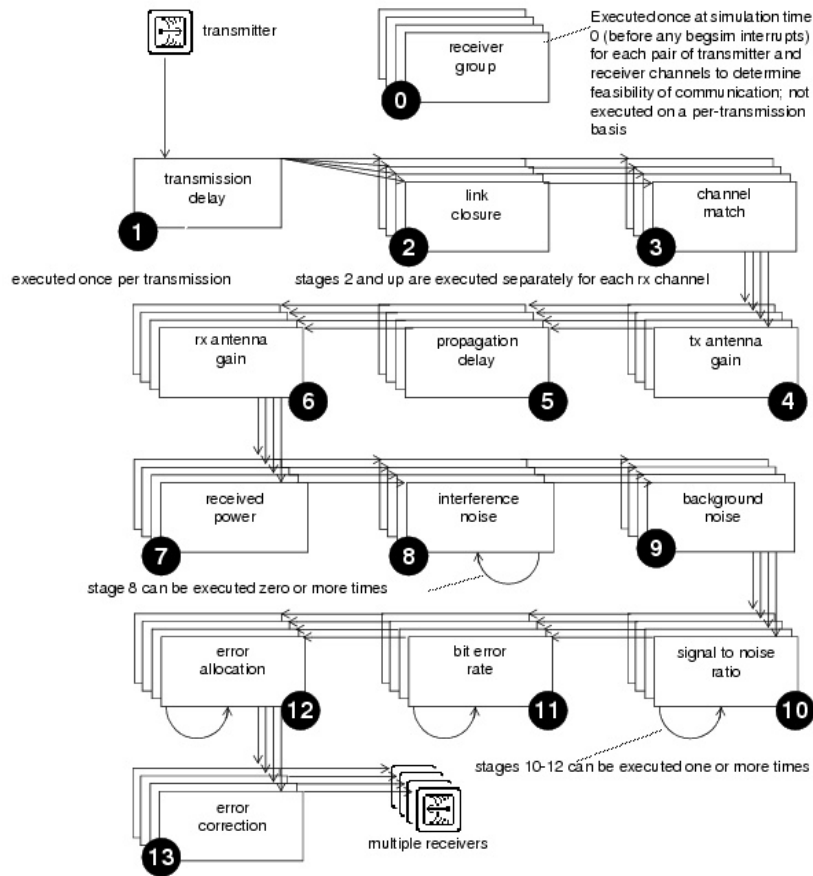 transmitter
receiver
group
0
Executed once at simulation time
0 (before any begsim interrupts)
for each pair of transmitter and
receiver channels to determine
feasibility of communication; not
executed on a per-transmission
basis
transmission
delay
1
link
closure
2
channel
match
3
executed once per transmission
stages 2 and up are executed separately for each rx channel
rx antenna
gain
6
propagation
delay
5
tx antenna
gain
4
received
power
7
interference
noise
8
background
noise
9
stage 8 can be executed zero or more times
error
allocation
12
bit error
rate
11
signal to noise
ratio
10
stages 10-12 can be executed one or more times
error
correction
13
multiple receivers